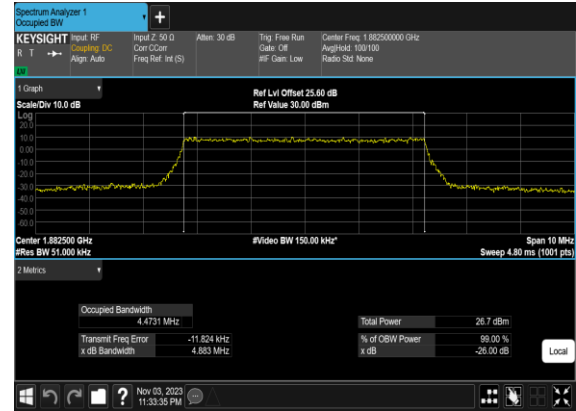 Spectrum Analyzer 1
Occupied BW
KEYSIGHT Input: RF Input Z: 50 Ω Atten: 30 dB Trig: Free Run Center Freq: 1.882500000 GHz
R T Coupling: DC Corr CCorr Gate: Off Avg|Hold: 100/100
Align: Auto Freq Ref: Int (S) #IF Gain: Low Radio Std: None
LV
1 Graph
Ref Lvl Offset 25.60 dB
Scale/Div 10.0 dB Ref Value 30.00 dBm
Log
20.0
10.0
0.00
-10.0
-20.0
-30.0
-40.0
-50.0
-60.0
Center 1.882500 GHz #Video BW 150.00 kHz* Span 10 MHz
#Res BW 51.000 kHz Sweep 4.80 ms (1001 pts)
2 Metrics
Occupied Bandwidth
4.4731 MHz Total Power 26.7 dBm
Transmit Freq Error -11.824 kHz % of OBW Power 99.00 %
x dB Bandwidth 4.883 MHz x dB -26.00 dB
Local
? Nov 03, 2023
11:33:35 PM